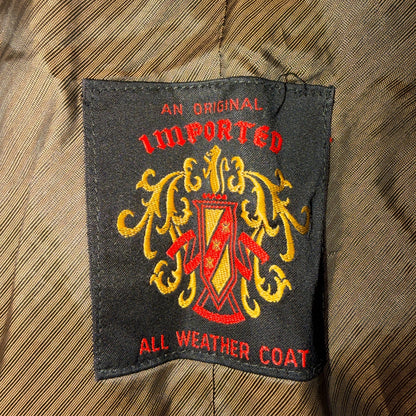 AN ORIGINAL
IMPORTED
ALL WEATHER COAT